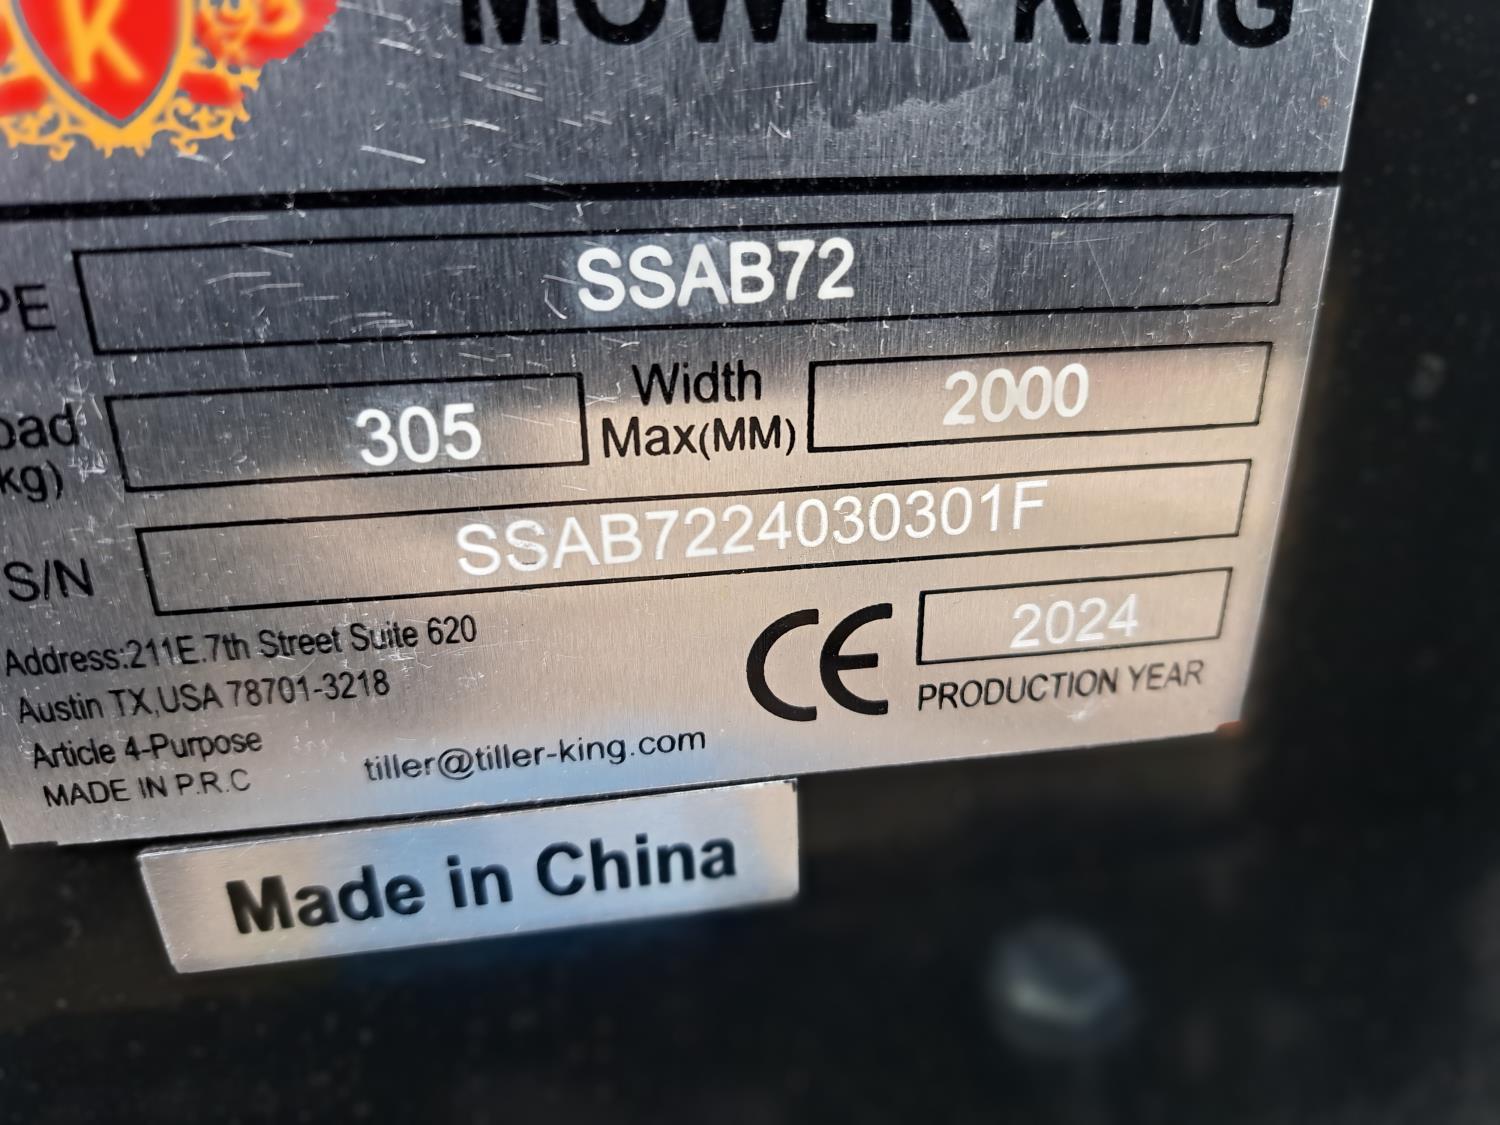 K
MOWER KING
PE SSAB72
oad
kg) 305 Width
Max(MM) 2000
S/N SSAB7224030301F
Address:211E.7th Street Suite 620
Austin TX,USA 78701-3218
Article 4-Purpose
MADE IN P.R.C
tiller@tiller-king.com
CE 2024
PRODUCTION YEAR
Made in China